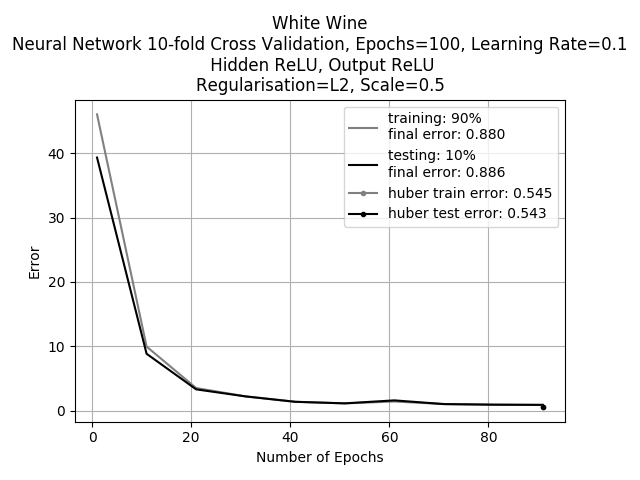 White Wine
Neural Network 10-fold Cross Validation, Epochs=100, Learning Rate=0.1
Hidden ReLU, Output ReLU
Regularisation=L2, Scale=0.5
training: 90%
final error: 0.880
testing: 10%
final error: 0.886
huber train error: 0.545
huber test error: 0.543
Error
40
30
20
10
0
0 20 40 60 80
Number of Epochs